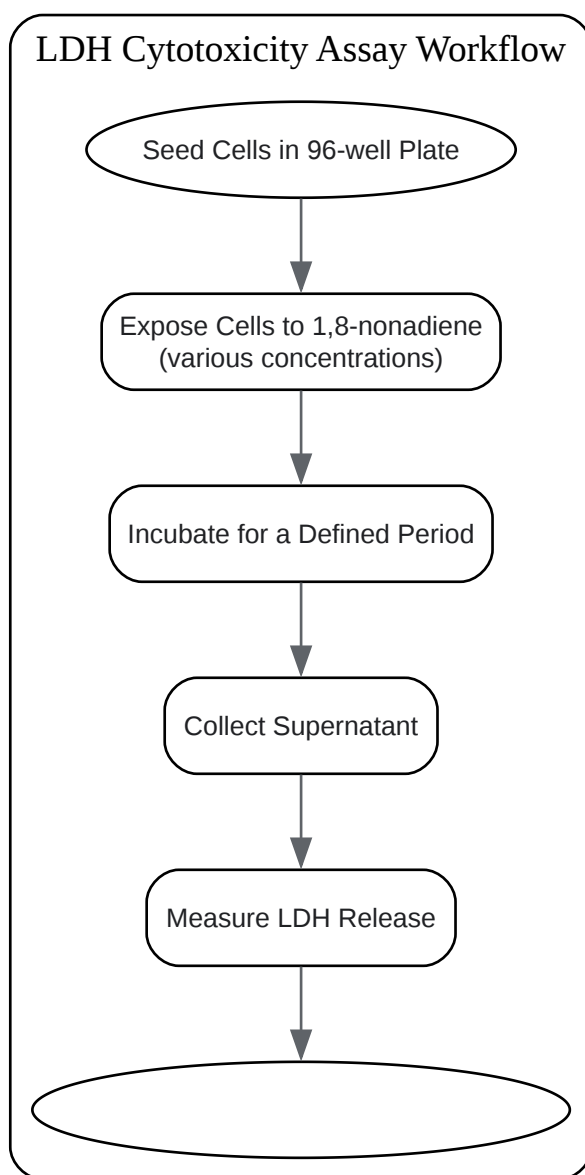 LDH Cytotoxicity Assay Workflow
Seed Cells in 96-well Plate
Expose Cells to 1,8-nonadiene
(various concentrations)
Incubate for a Defined Period
Collect Supernatant
Measure LDH Release